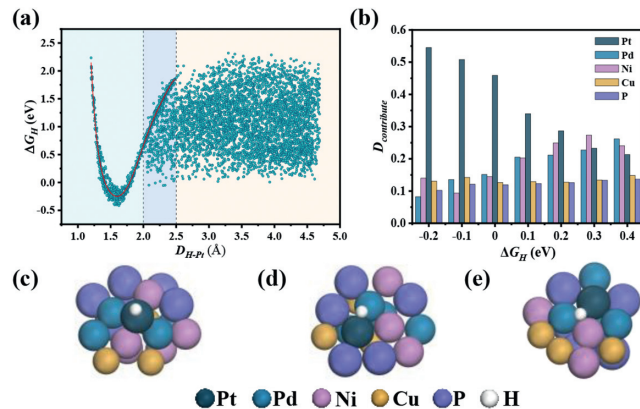 (a)
2.5
2.0
1.5
1.0
0.5
0.0
-0.5
ΔG_H (eV)
1.0 1.5 2.0 2.5 3.0 3.5 4.0 4.5 5.0
D_H-Pt (Å)
(b)
0.6
0.5
0.4
0.3
0.2
0.1
0.0
D_contribute
Pt
Pd
Ni
Cu
P
-0.2 -0.1 0 0.1 0.2 0.3 0.4
ΔG_H (eV)
(c) (d) (e)
Pt Pd Ni Cu P H